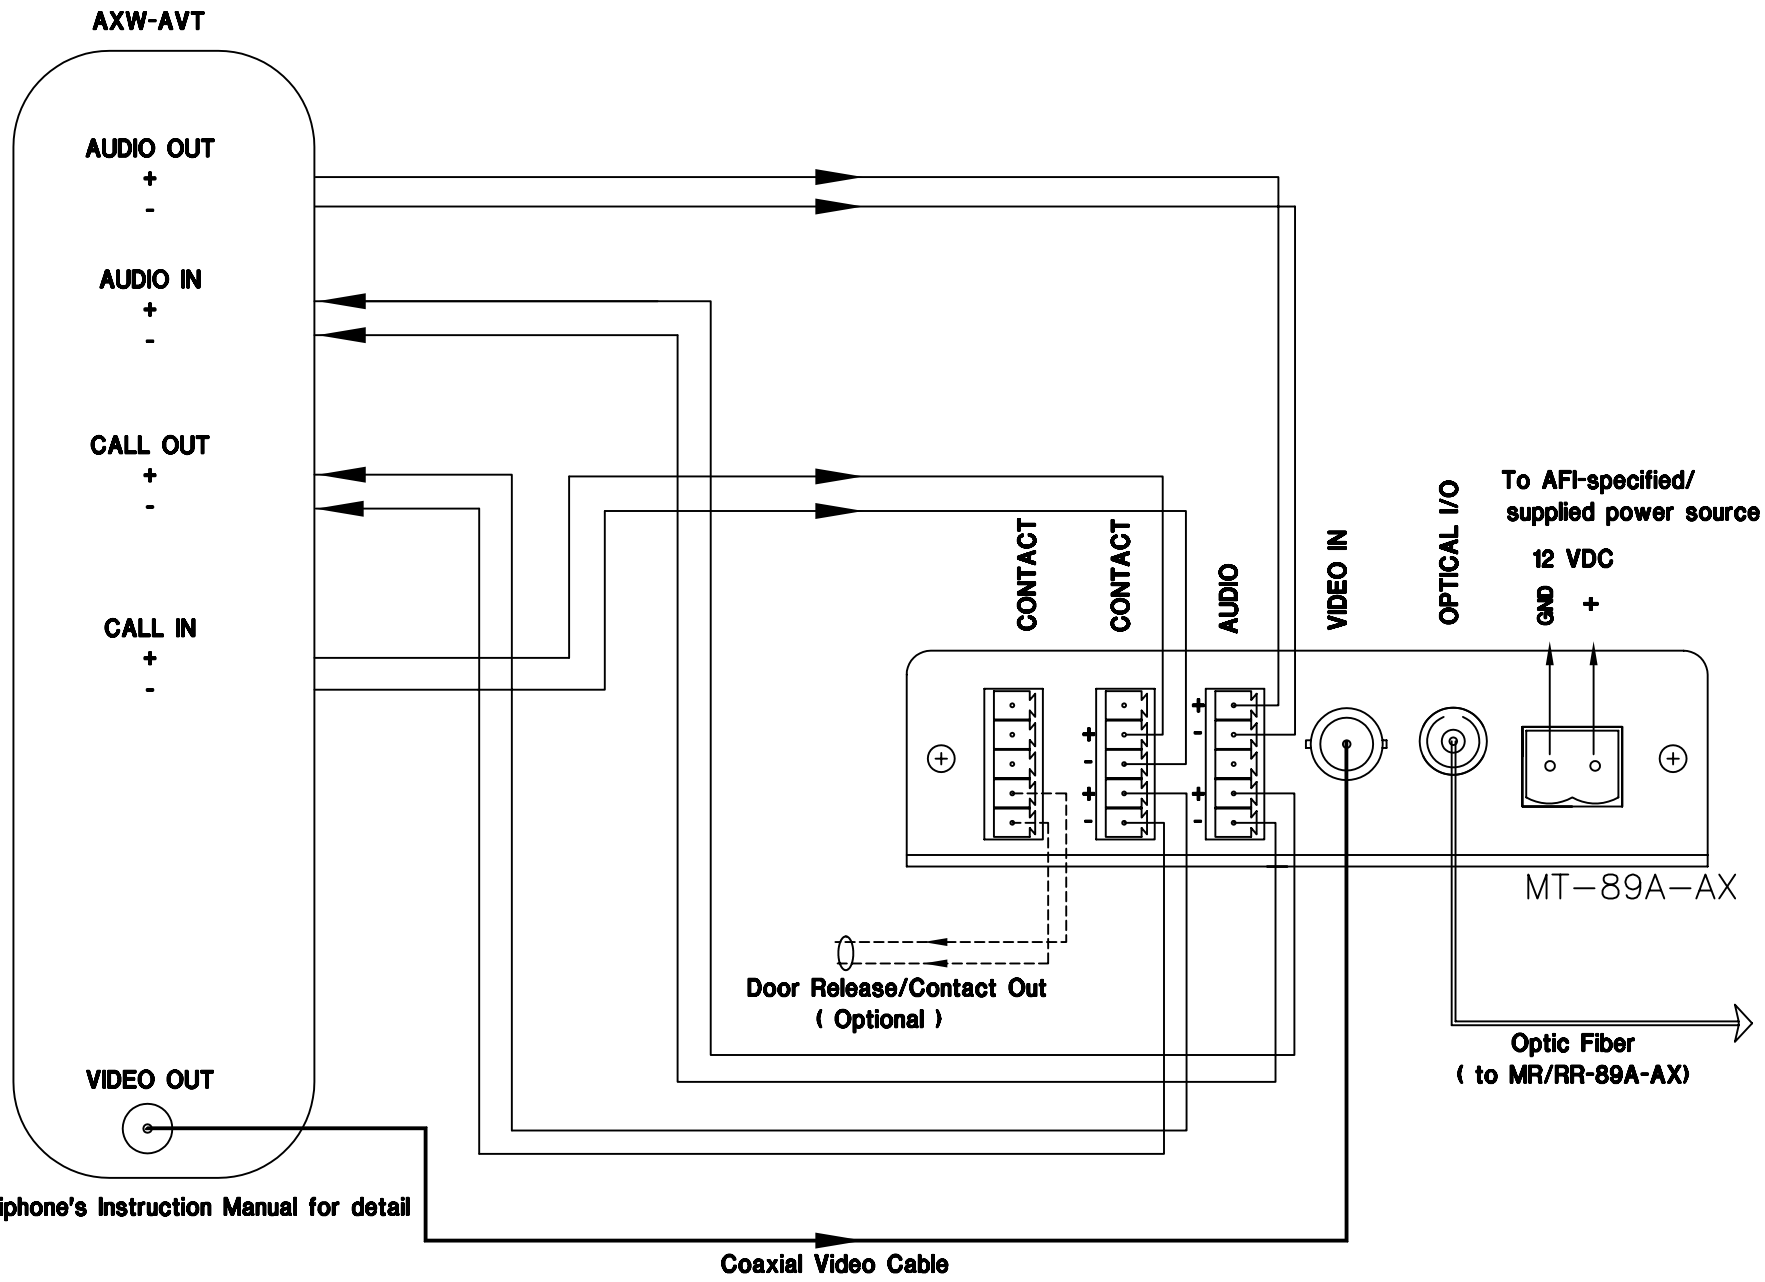 AXW-AVT
AUDIO OUT
+
-
AUDIO IN
+
-
CALL OUT
+
-
CALL IN
+
-
VIDEO OUT
CONTACT
CONTACT
AUDIO
VIDEO IN
OPTICAL I/O
To AFI-specified/
supplied power source
12 VDC
GND
+
+
-
+
-
+
-
+
-
MT-89A-AX
Door Release/Contact Out
( Optional )
Optic Fiber
( to MR/RR-89A-AX)
iphone's Instruction Manual for detail
Coaxial Video Cable